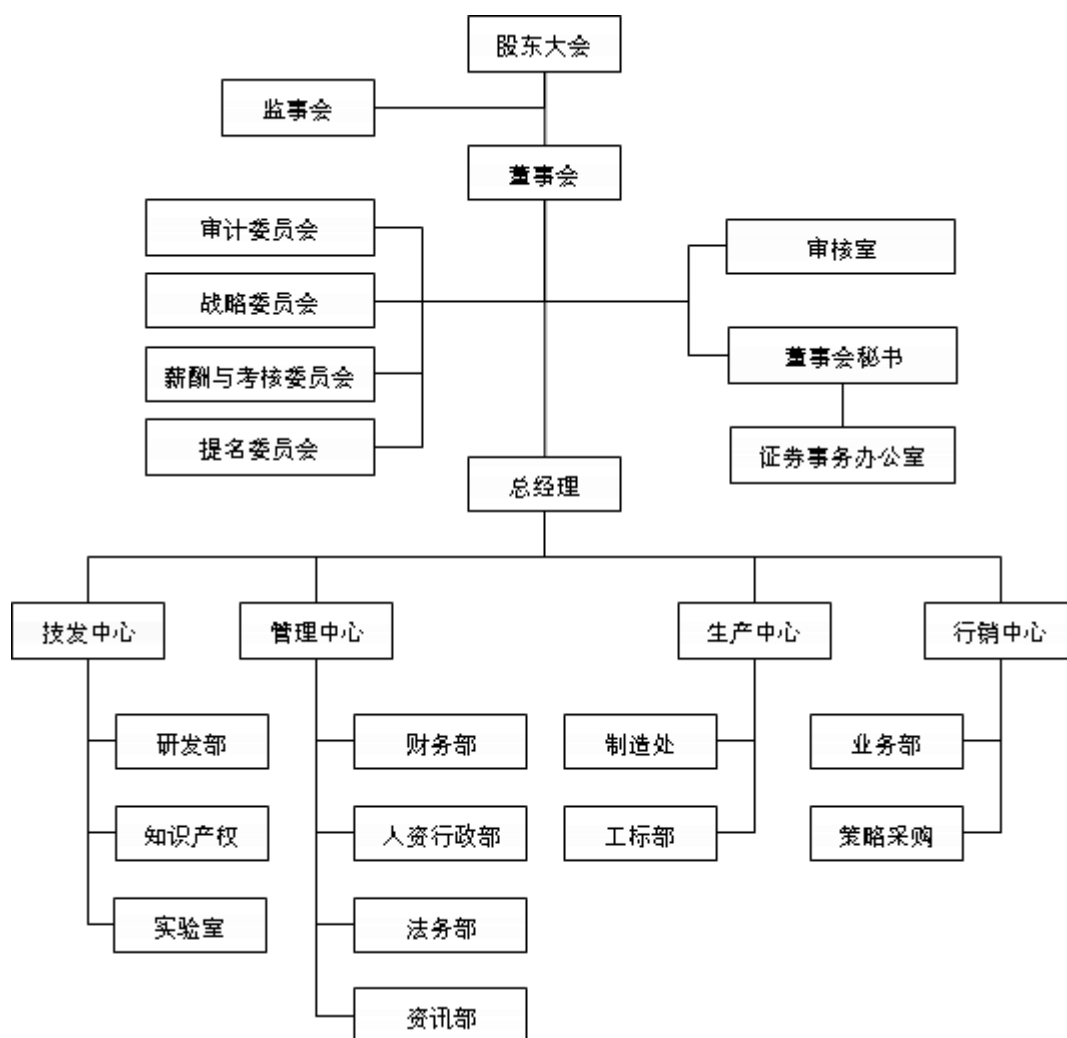 股东大会
监事会
董事会
审计委员会
审核室
战略委员会
董事会秘书
薪酬与考核委员会
提名委员会
证券事务办公室
总经理
技发中心
管理中心
生产中心
行销中心
研发部
财务部
制造处
业务部
知识产权
人资行政部
工标部
策略采购
实验室
法务部
资讯部